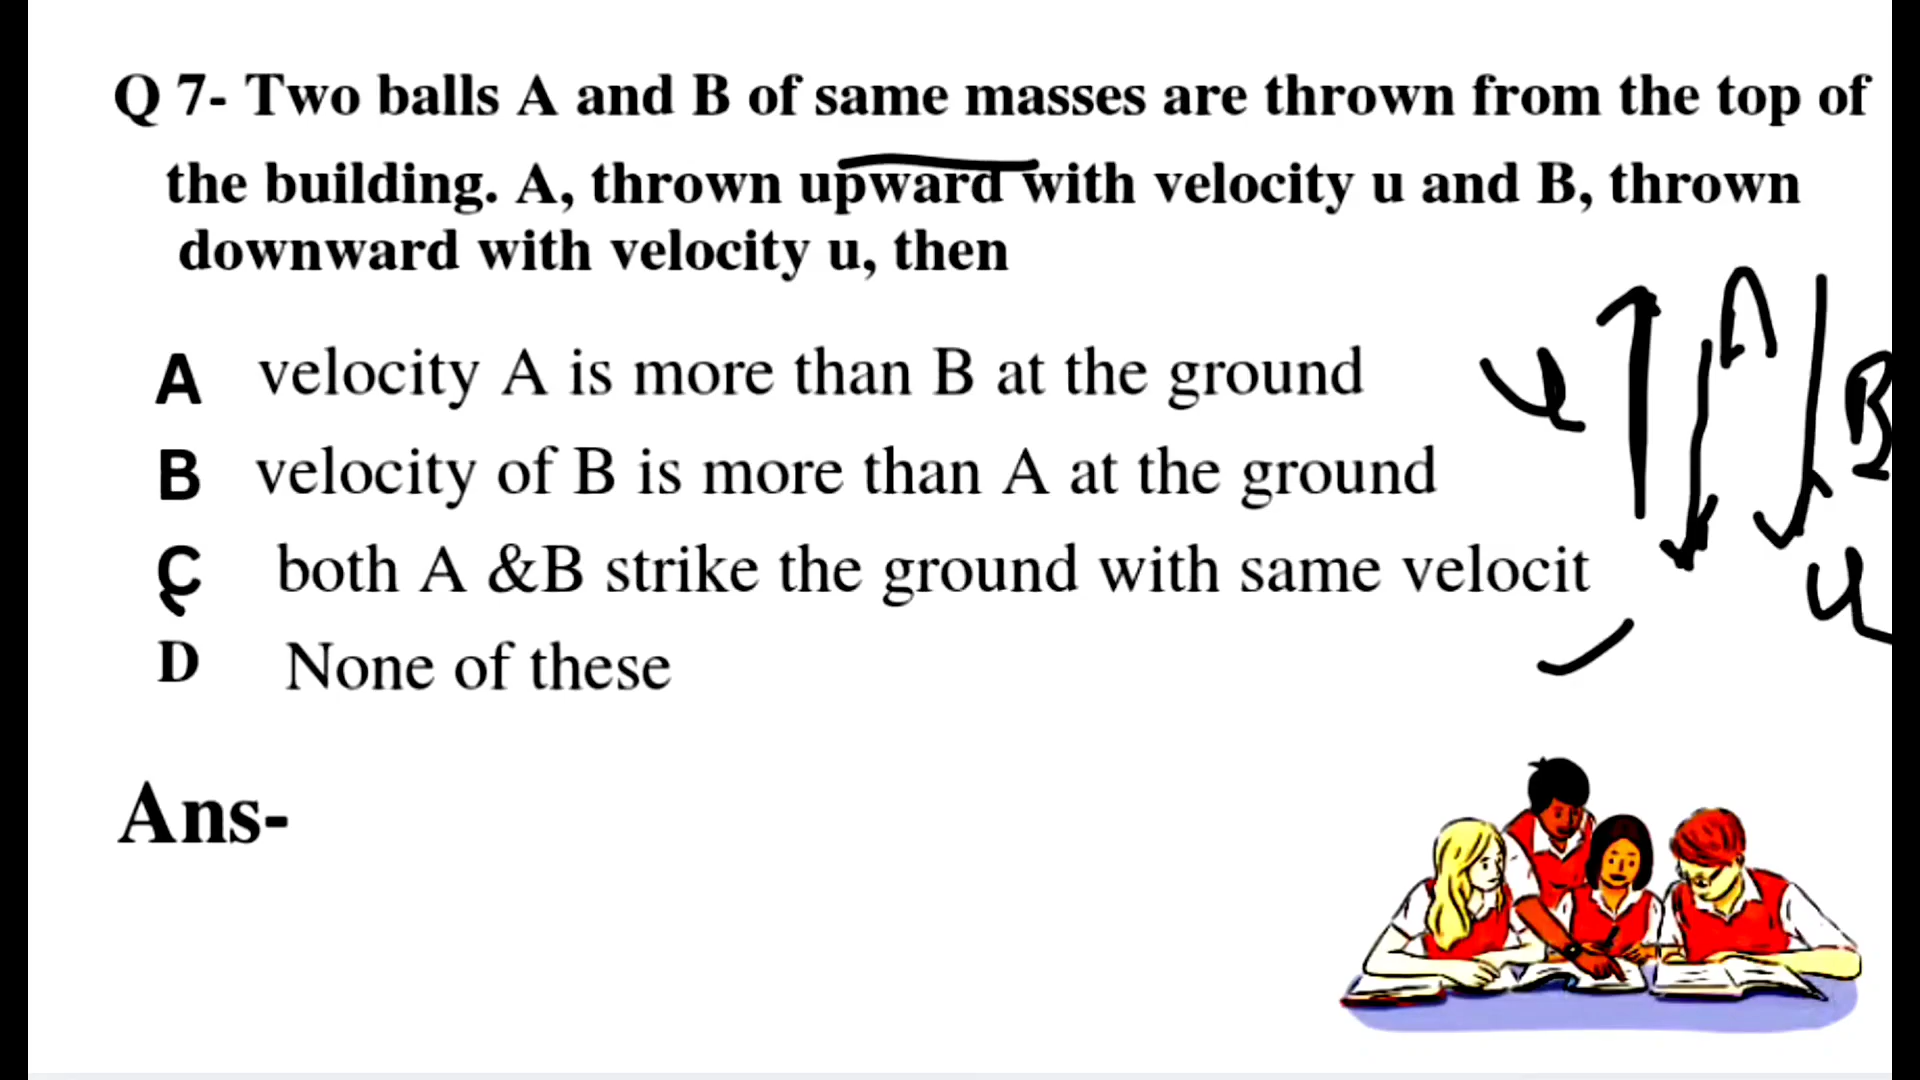 Q 7- Two balls A and B of same masses are thrown from the top of
the building. A, thrown upward with velocity u and B, thrown
downward with velocity u, then
A velocity A is more than B at the ground
B velocity of B is more than A at the ground
C both A &B strike the ground with same velocit
D None of these
u A B
u
Ans-